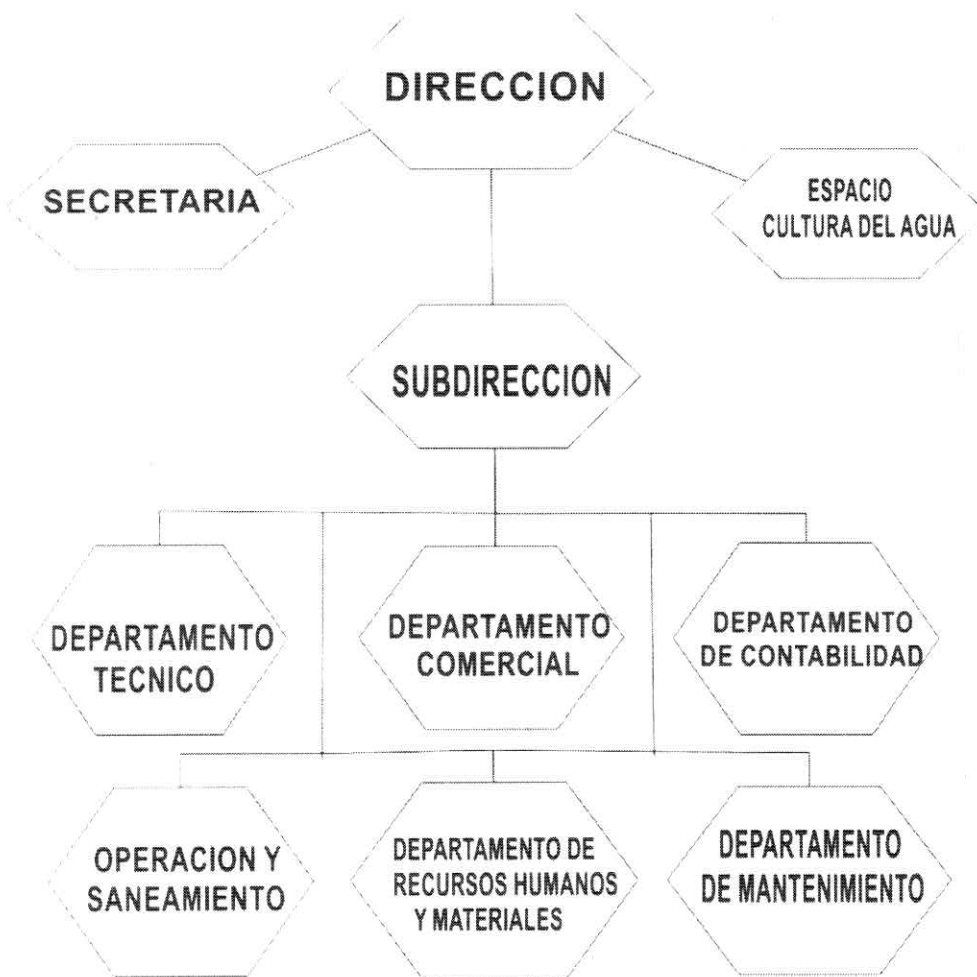 DIRECCION
SECRETARIA
ESPACIO
CULTURA DEL AGUA
SUBDIRECCION
DEPARTAMENTO
TECNICO
DEPARTAMENTO
COMERCIAL
DEPARTAMENTO
DE CONTABILIDAD
OPERACION Y
SANEAMIENTO
DEPARTAMENTO DE
RECURSOS HUMANOS
Y MATERIALES
DEPARTAMENTO
DE MANTENIMIENTO